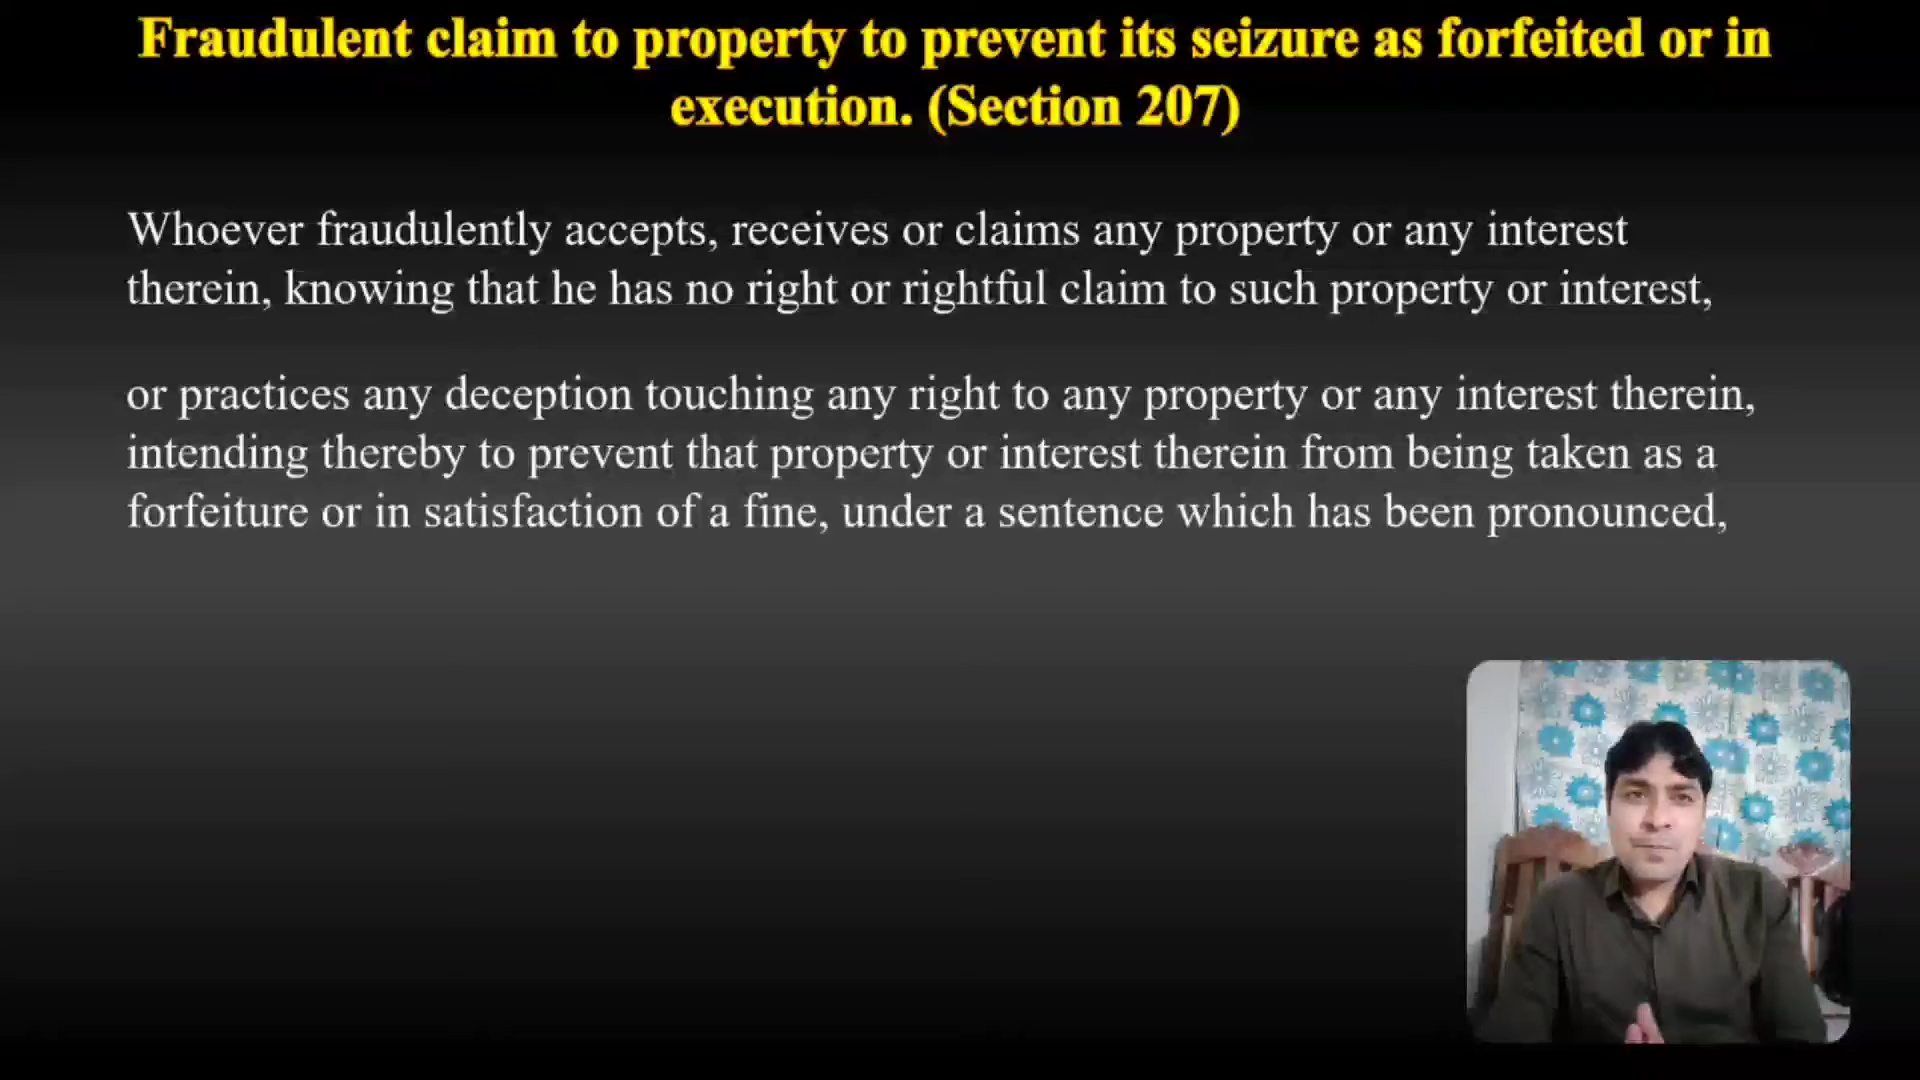 Fraudulent claim to property to prevent its seizure as forfeited or in
execution. (Section 207)
Whoever fraudulently accepts, receives or claims any property or any interest
therein, knowing that he has no right or rightful claim to such property or interest,
or practices any deception touching any right to any property or any interest therein,
intending thereby to prevent that property or interest therein from being taken as a
forfeiture or in satisfaction of a fine, under a sentence which has been pronounced,